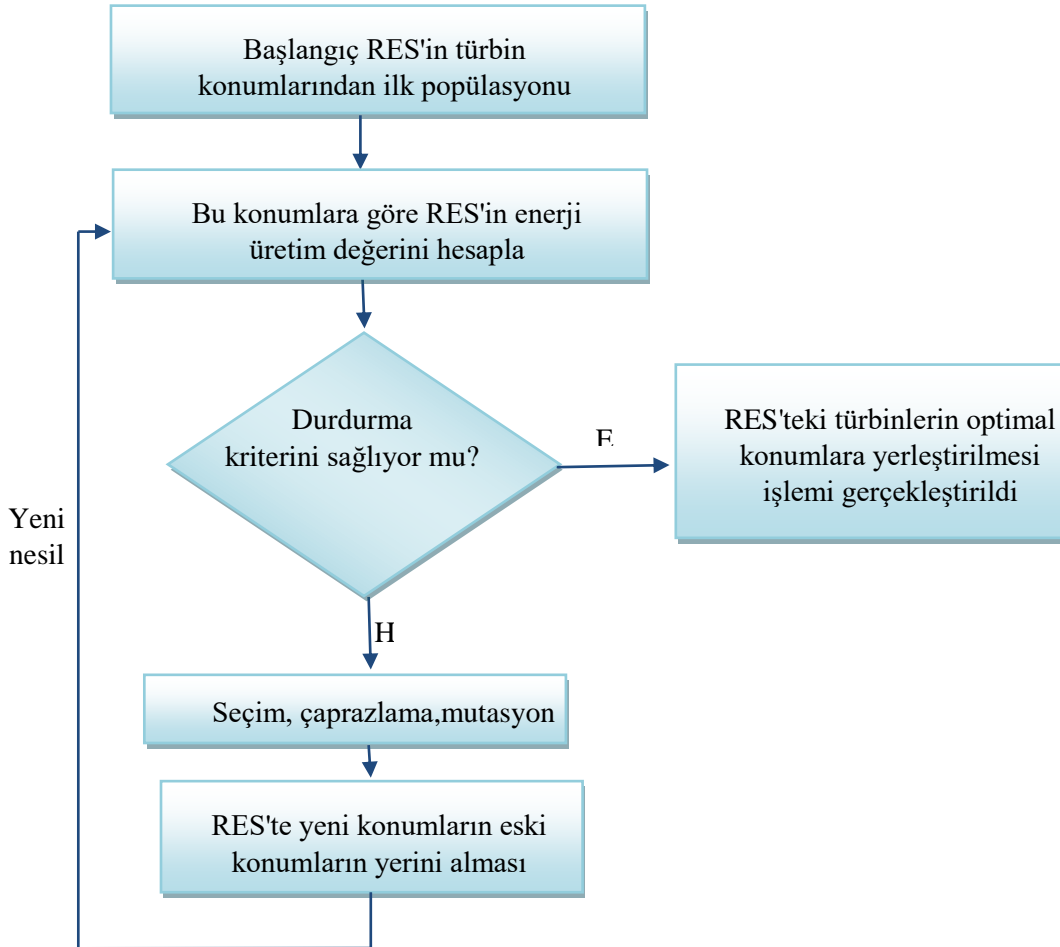 Başlangıç RES'in türbin
konumlarından ilk popülasyonu
Bu konumlara göre RES'in enerji
üretim değerini hesapla
Durdurma
kriterini sağlıyor mu?
E
RES'teki türbinlerin optimal
konumlara yerleştirilmesi
işlemi gerçekleştirildi
Yeni
nesil
H
Seçim, çaprazlama,mutasyon
RES'te yeni konumların eski
konumların yerini alması